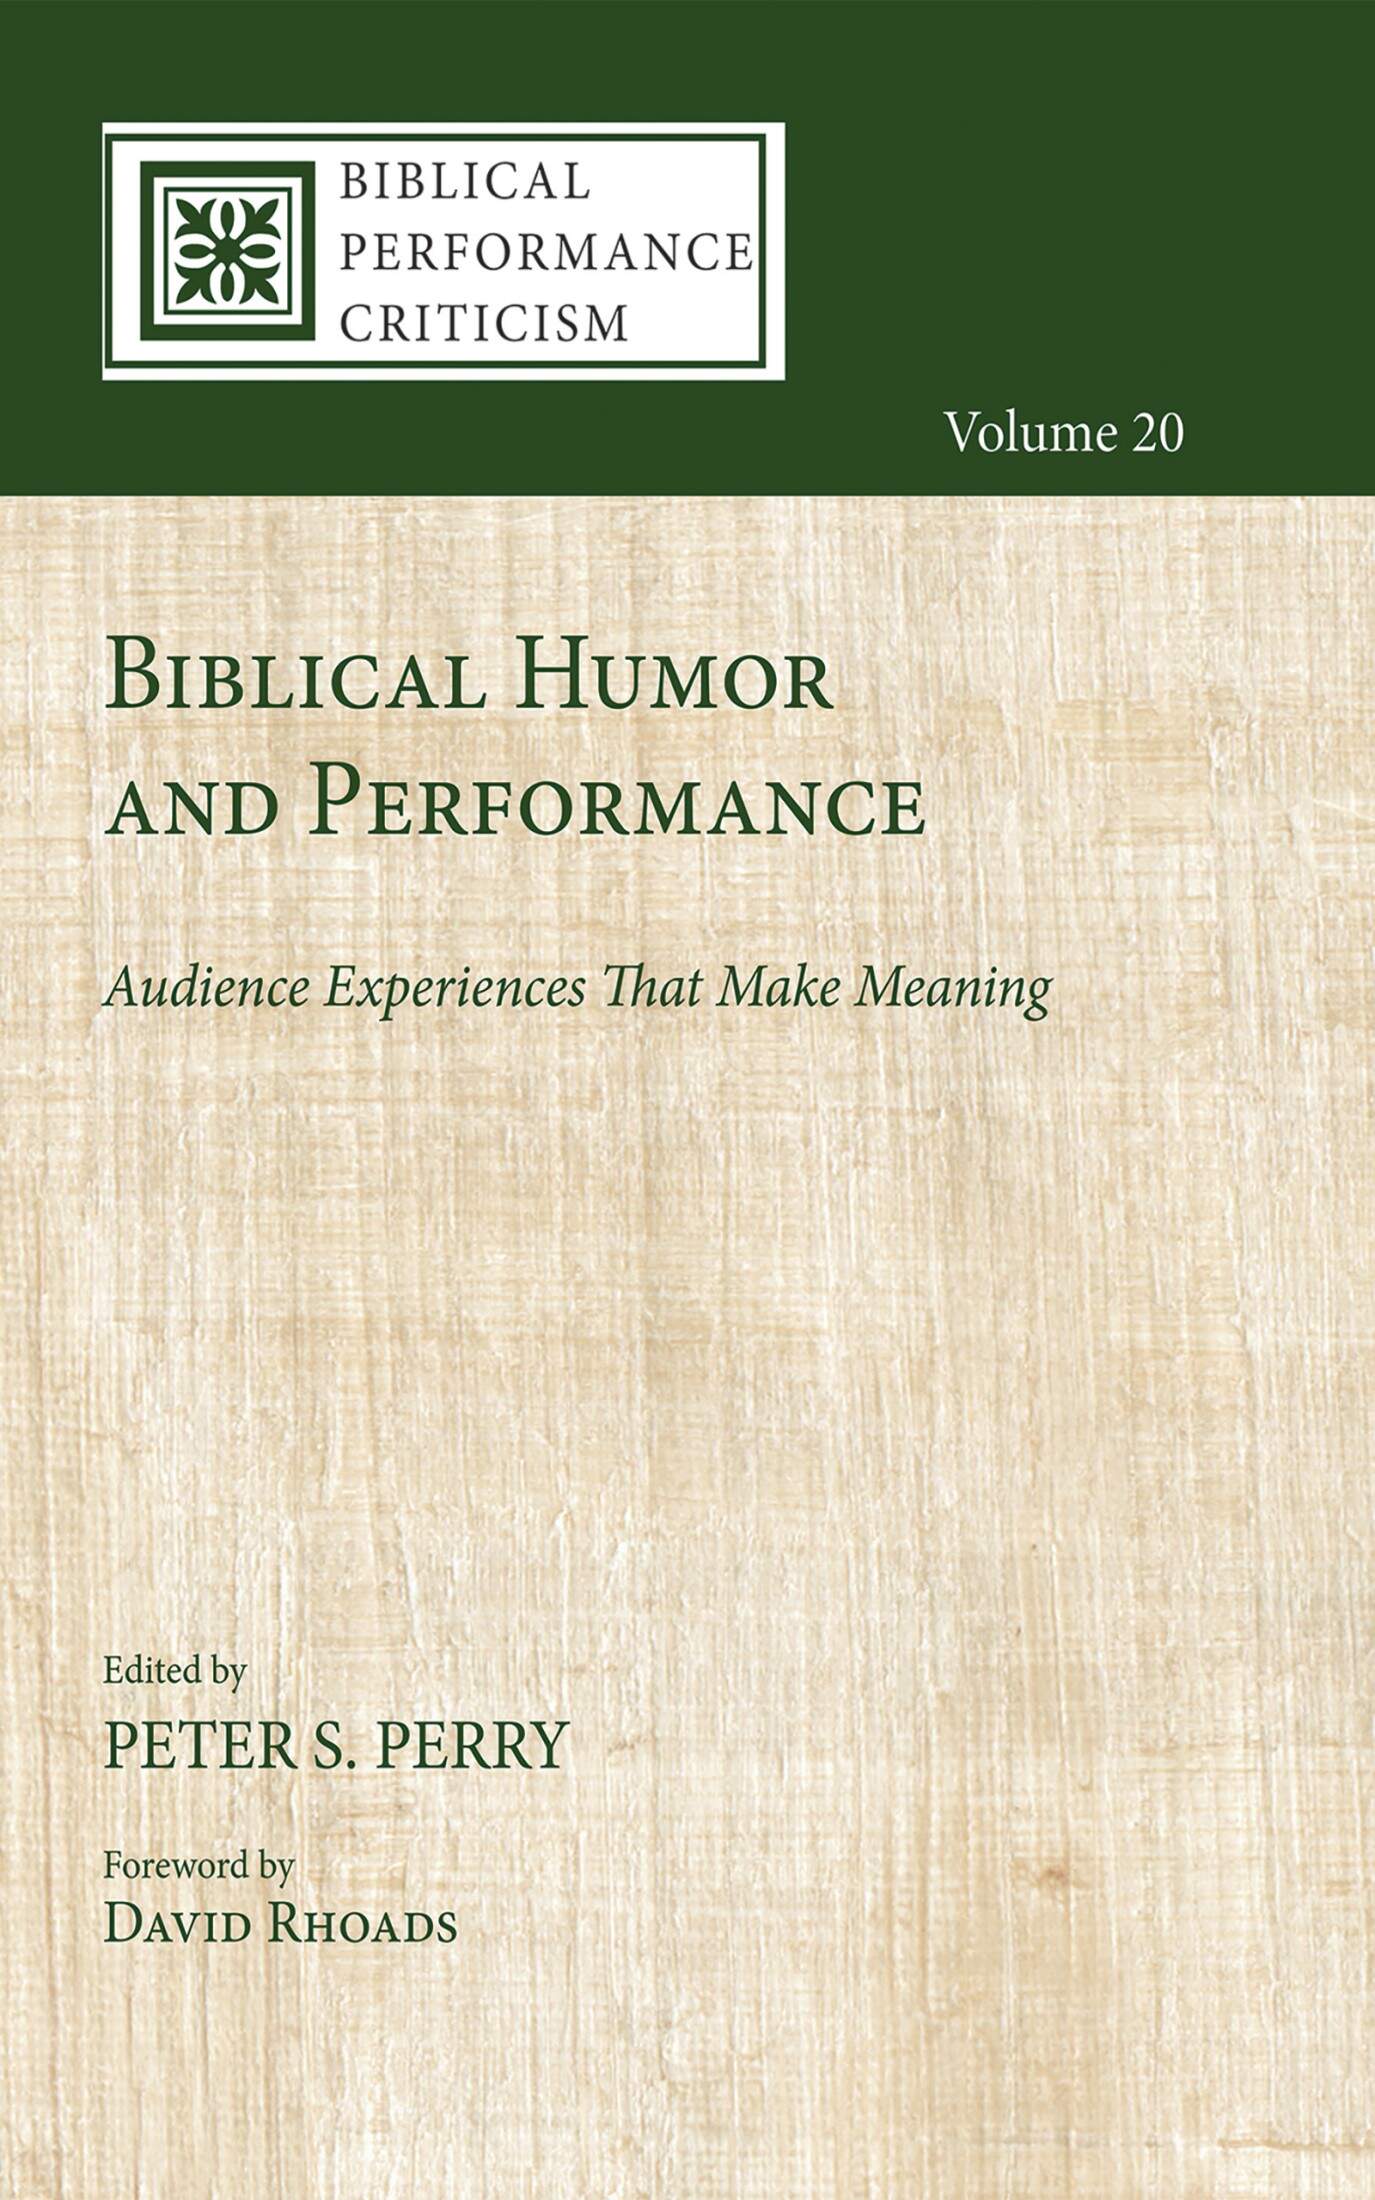 BIBLICAL
PERFORMANCE
CRITICISM
Volume 20
Biblical Humor
and Performance
Audience Experiences That Make Meaning
Edited by
PETER S. PERRY
Foreword by
David Rhoads